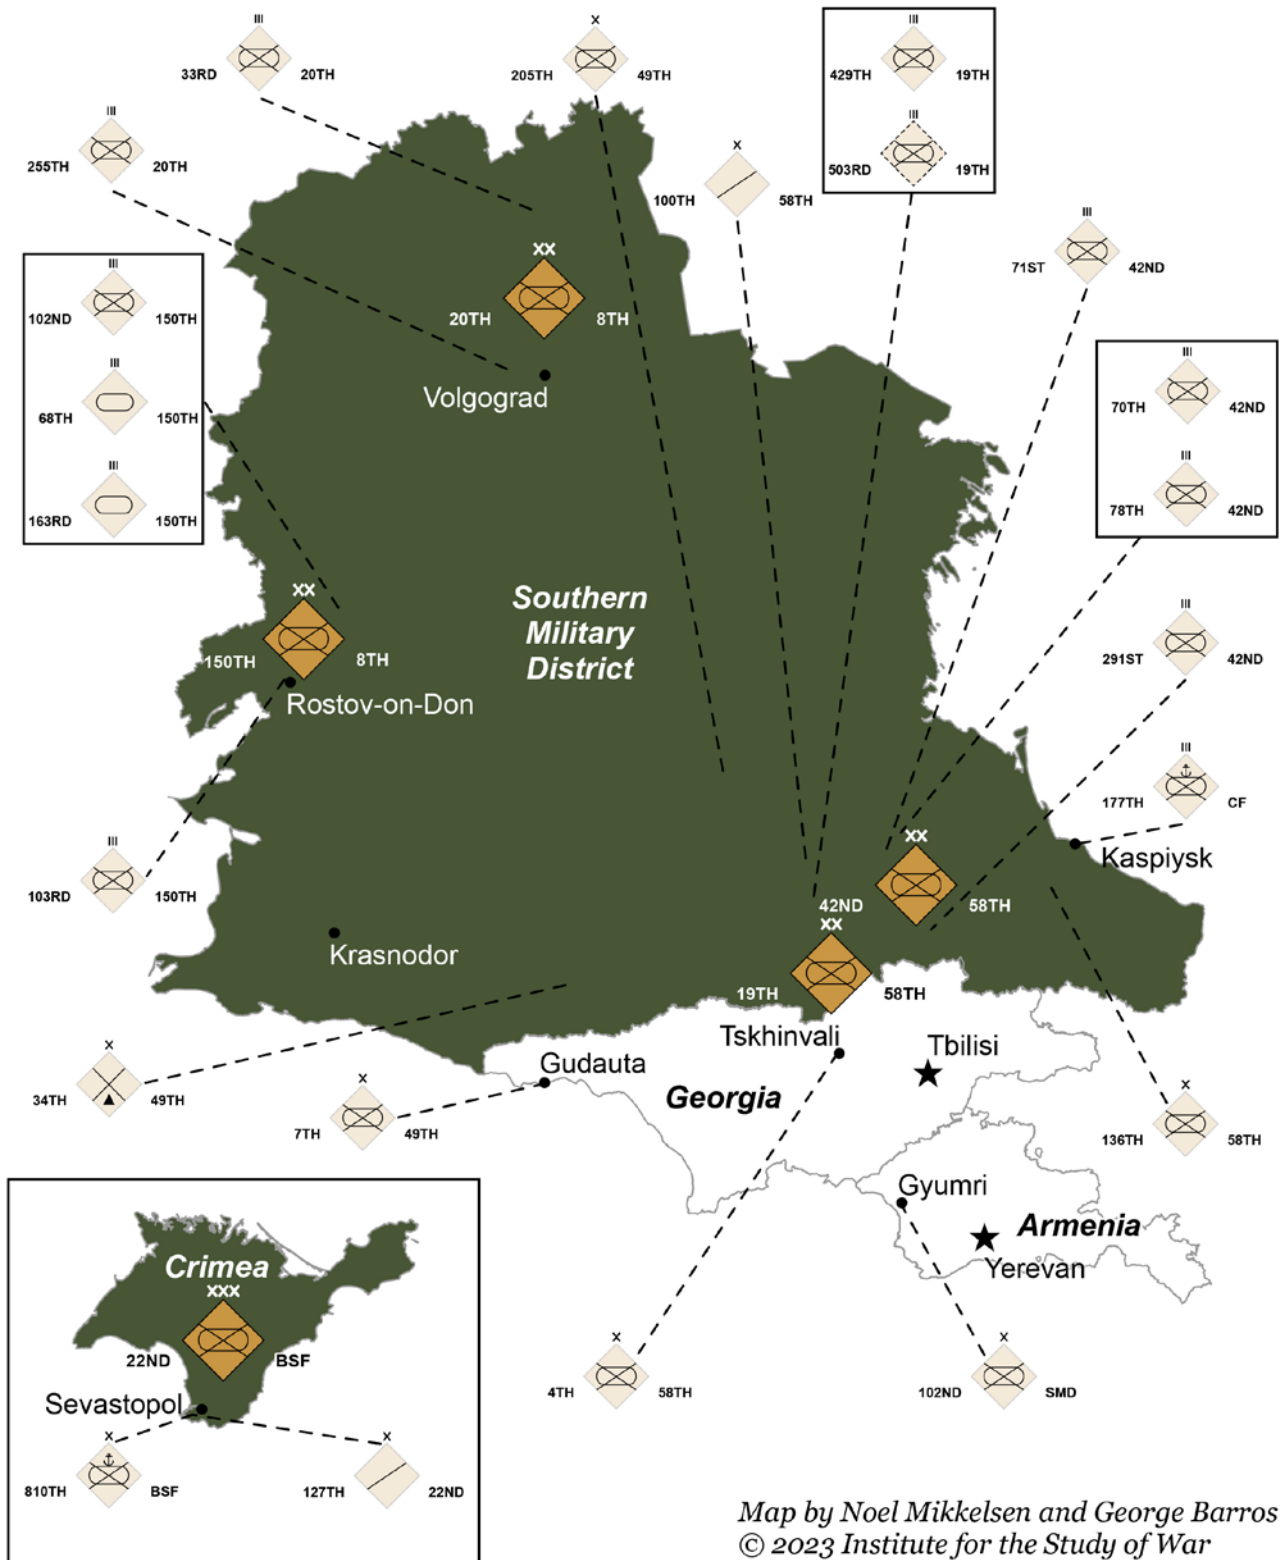 III
33RD 20TH
X
205TH 49TH
III
429TH 19TH
III
503RD 19TH
III
255TH 20TH
X
100TH 58TH
III
71ST 42ND
XX
20TH 8TH
Volgograd
III
102ND 150TH
III
68TH 150TH
III
163RD 150TH
III
70TH 42ND
III
78TH 42ND
XX
150TH 8TH
Rostov-on-Don
Southern
Military
District
III
291ST 42ND
III
177TH CF
Kaspiysk
III
103RD 150TH
XX
42ND 58TH
Krasnodor
XX
19TH 58TH
Tskhinvali
Tbilisi
Georgia
X
34TH 49TH
Gudauta
X
7TH 49TH
X
136TH 58TH
Gyumri
Armenia
Yerevan
Crimea
XXX
22ND BSF
Sevastopol
X
810TH BSF
X
127TH 22ND
X
4TH 58TH
X
102ND SMD
Map by Noel Mikkelsen and George Barros
© 2023 Institute for the Study of War